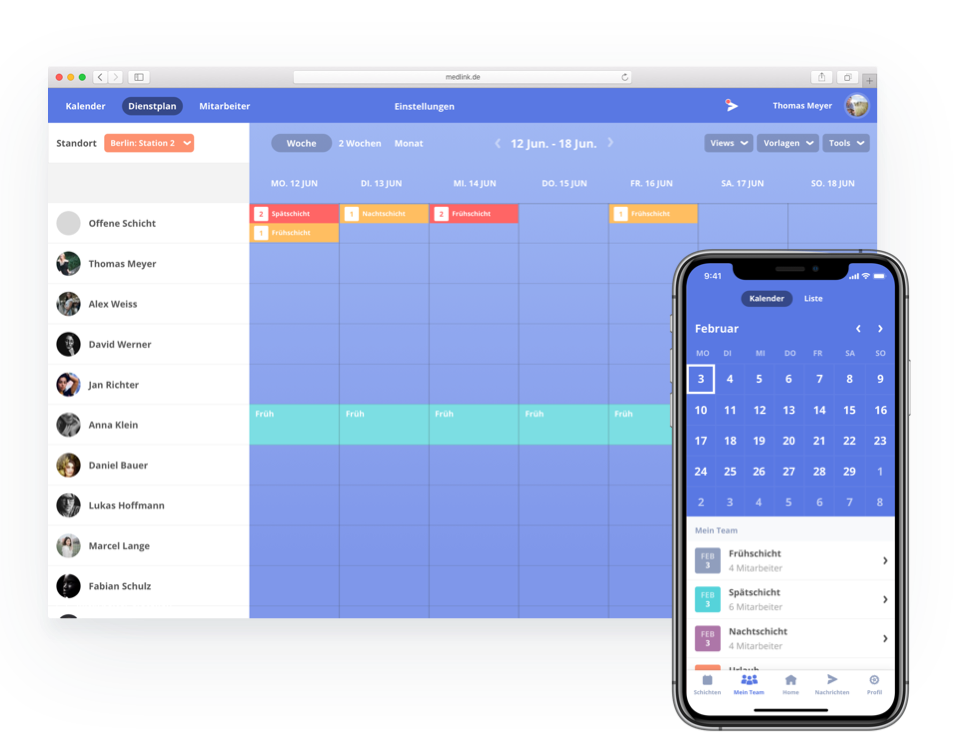 medlink.de
Kalender Dienstplan Mitarbeiter Einstellungen Thomas Meyer
Standort Berlin: Station 2 Woche 2 Wochen Monat 12 Jun. - 18 Jun. Views Vorlagen Tools
MO. 12 JUN DI. 13 JUN MI. 14 JUN DO. 15 JUN FR. 16 JUN SA. 17 JUN SO. 18 JUN
Offene Schicht
2 Spätschicht 1 Nachtschicht 2 Frühschicht 1 Frühschicht
1 Frühschicht
Thomas Meyer
Alex Weiss
David Werner
Jan Richter
Anna Klein
Früh Früh Früh Früh Früh
Daniel Bauer
Lukas Hoffmann
Marcel Lange
Fabian Schulz
9:41
Kalender Liste
Februar
MO DI MI DO FR SA SO
3 4 5 6 7 8 9
10 11 12 13 14 15 16
17 18 19 20 21 22 23
24 25 26 27 28 29 1
2 3 4 5 6 7 8
Mein Team
FEB 3 Frühschicht
4 Mitarbeiter
FEB 3 Spätschicht
6 Mitarbeiter
FEB 3 Nachtschicht
4 Mitarbeiter
Urlaub
Schichten Mein Team Home Nachrichten Profil